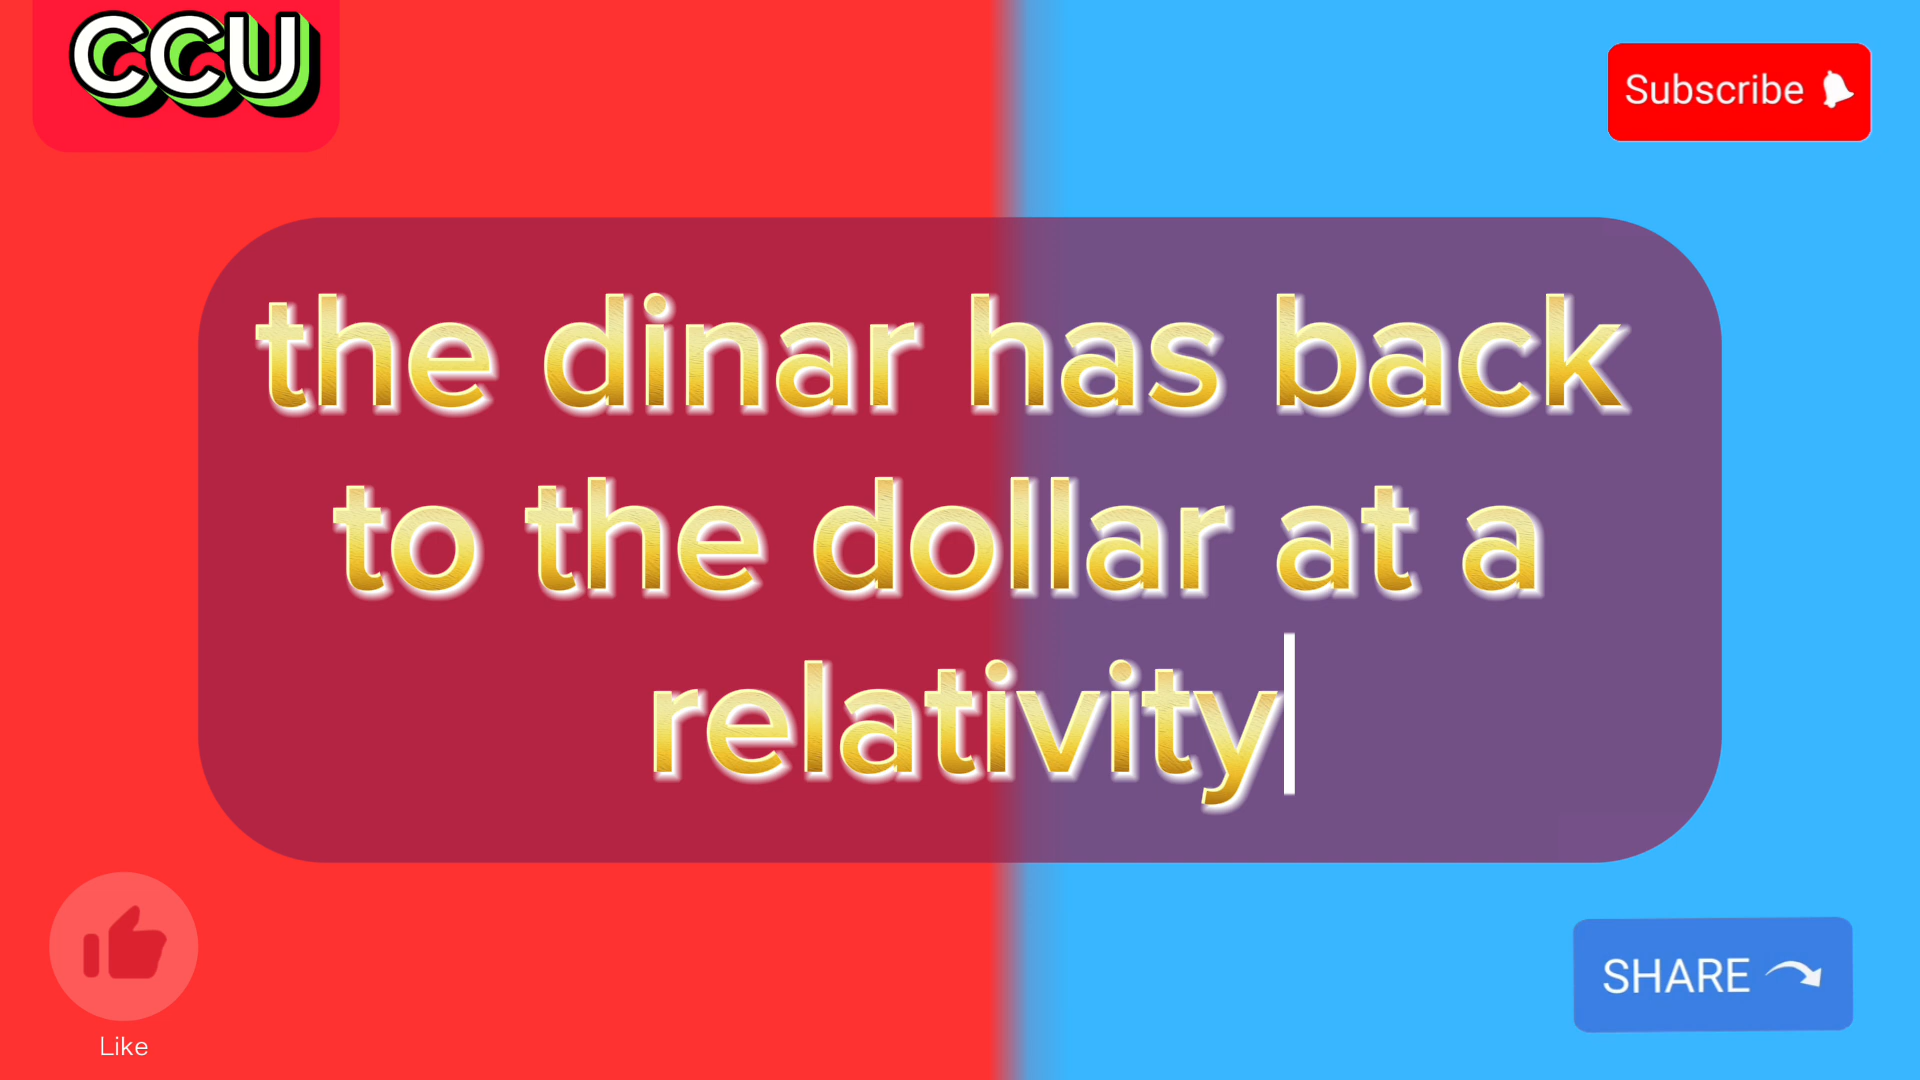 CCU
Subscribe
the dinar has back
to the dollar at a
relativity
Like
SHARE